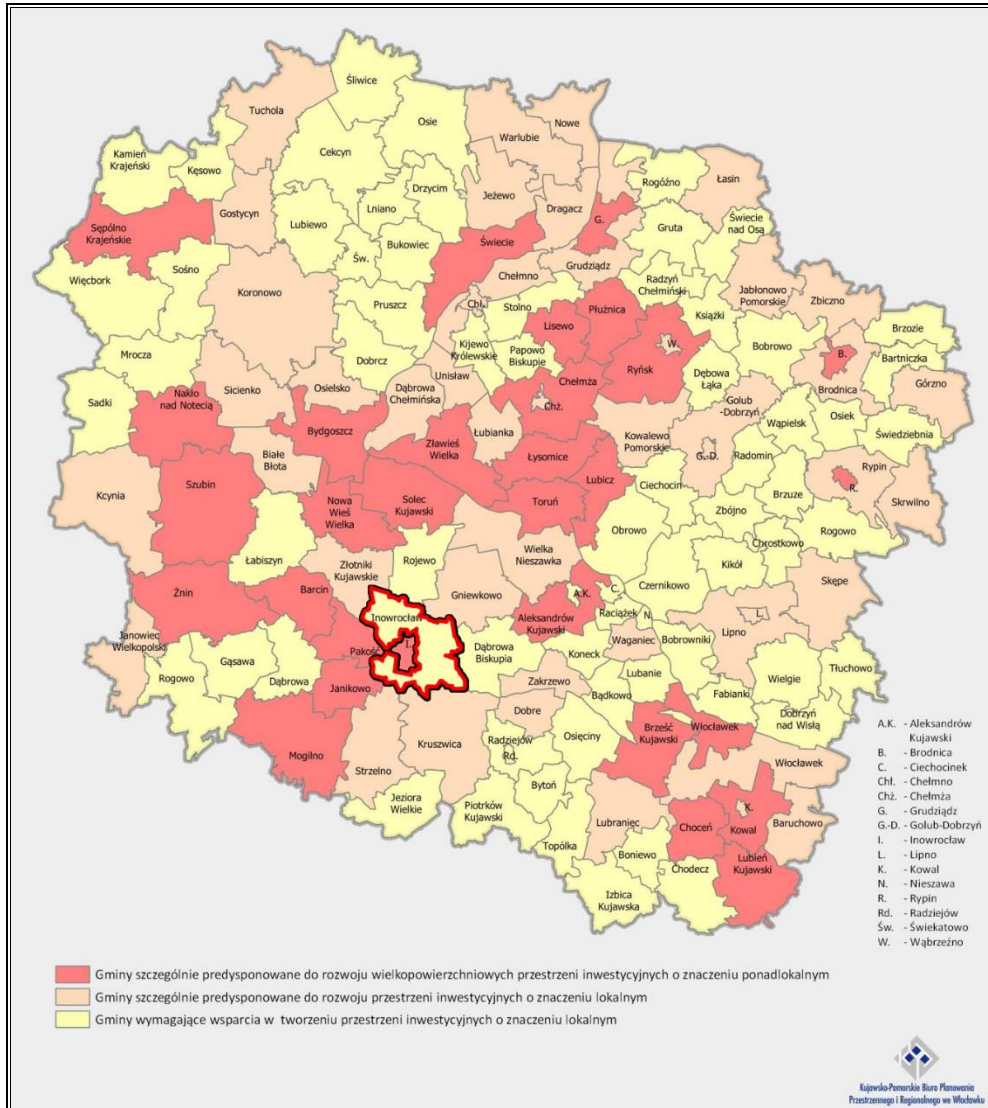 Śliwice
Tuchola
Osie
Nowe
Warlubie
Cekcyn
Kamień
Krajeński
Kęsowo
Rogóźno
Łasin
Drzycim
Jeżewo
Dragacz
Lniano
Gostycyn
Lubiewo
G.
Gruta
Świecie
nad Osą
Sępólno
Krajeńskie
Bukowiec
Świecie
Św.
Więcbork
Sośno
Chełmno
Grudziądz
Radzyń
Chełmiński
Jabłonowo
Pomorskie
Zbiczno
Koronowo
Pruszcz
Chł.
Stolno
Płużnica
Książki
Lisewo
Brzozie
Mrocza
Dobrcz
Kijewo
Królewskie
Papowo
Biskupie
W.
Bobrowo
B.
Bartniczka
Ryńsk
Dębowa
Łąka
Unisław
Chełmża
Sadki
Nakło
nad Notecią
Sicienko
Osielsko
Dąbrowa
Chełmińska
Brodnica
Górzno
Chż.
Golub
-Dobrzyń
Wąpielsk
Osiek
Bydgoszcz
Łubianka
Świedziebnia
Białe
Błota
Zławieś
Wielka
Kowalewo
Pomorskie
G.-D.
Radomin
Łysomice
Rypin
Kcynia
Szubin
Lubicz
Ciechocin
Brzuze
R.
Skrwilno
Nowa
Wieś
Wielka
Solec
Kujawski
Toruń
Zbójno
Obrowo
Rogowo
Chrostkowo
Łabiszyn
Rojewo
Wielka
Nieszawka
Złotniki
Kujawskie
Kikół
Skępe
Żnin
Barcin
Gniewkowo
A.K.
C.
Czernikowo
Inowrocław
Aleksandrów
Kujawski
Raciążek
N.
L.
Janowiec
Wielkopolski
Pakość
I.
Waganiec
Bobrowniki
Lipno
Gąsawa
Dąbrowa
Biskupia
Koneck
Rogowo
Dąbrowa
Janikowo
Lubanie
Tłuchowo
Zakrzewo
Bądkowo
Fabianki
Wielgie
Dobre
Dobrzyń
nad Wisłą
Mogilno
Kruszwica
Radziejów
Rd.
Osięciny
Brześć
Kujawski
Włocławek
Strzelno
Włocławek
Bytoń
Jeziora
Wielkie
Piotrków
Kujawski
K.
Lubraniec
Choceń
Kowal
Baruchowo
Topólka
Boniewo
Lubień
Kujawski
Chodecz
Izbica
Kujawska
A.K. - Aleksandrów
Kujawski
B. - Brodnica
C. - Ciechocinek
Chł. - Chełmno
Chż. - Chełmża
G. - Grudziądz
G.-D. - Golub-Dobrzyń
I. - Inowrocław
L. - Lipno
K. - Kowal
N. - Nieszawa
R. - Rypin
Rd. - Radziejów
Św. - Świekatowo
W. - Wąbrzeźno
Gminy szczególnie predysponowane do rozwoju wielkopowierzchniowych przestrzeni inwestycyjnych o znaczeniu ponadlokalnym
Gminy szczególnie predysponowane do rozwoju przestrzeni inwestycyjnych o znaczeniu lokalnym
Gminy wymagające wsparcia w tworzeniu przestrzeni inwestycyjnych o znaczeniu lokalnym
Kujawsko-Pomorskie Biuro Planowania
Przestrzennego i Regionalnego we Włocławku